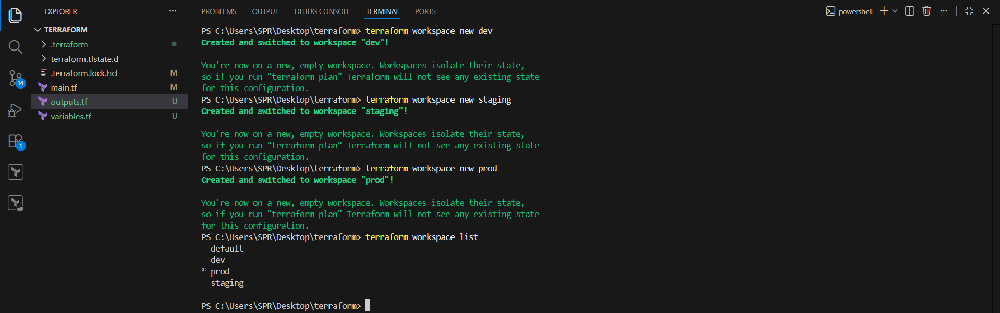 EXPLORER
TERRAFORM
.terraform
terraform.tfstate.d
.terraform.lock.hcl M
main.tf M
outputs.tf U
variables.tf U
14
1
PROBLEMS OUTPUT DEBUG CONSOLE TERMINAL PORTS
powershell
PS C:\Users\SPR\Desktop\terraform> terraform workspace new dev
Created and switched to workspace "dev"!
You're now on a new, empty workspace. Workspaces isolate their state,
so if you run "terraform plan" Terraform will not see any existing state
for this configuration.
PS C:\Users\SPR\Desktop\terraform> terraform workspace new staging
Created and switched to workspace "staging"!
You're now on a new, empty workspace. Workspaces isolate their state,
so if you run "terraform plan" Terraform will not see any existing state
for this configuration.
PS C:\Users\SPR\Desktop\terraform> terraform workspace new prod
Created and switched to workspace "prod"!
You're now on a new, empty workspace. Workspaces isolate their state,
so if you run "terraform plan" Terraform will not see any existing state
for this configuration.
PS C:\Users\SPR\Desktop\terraform> terraform workspace list
default
dev
* prod
staging
PS C:\Users\SPR\Desktop\terraform>